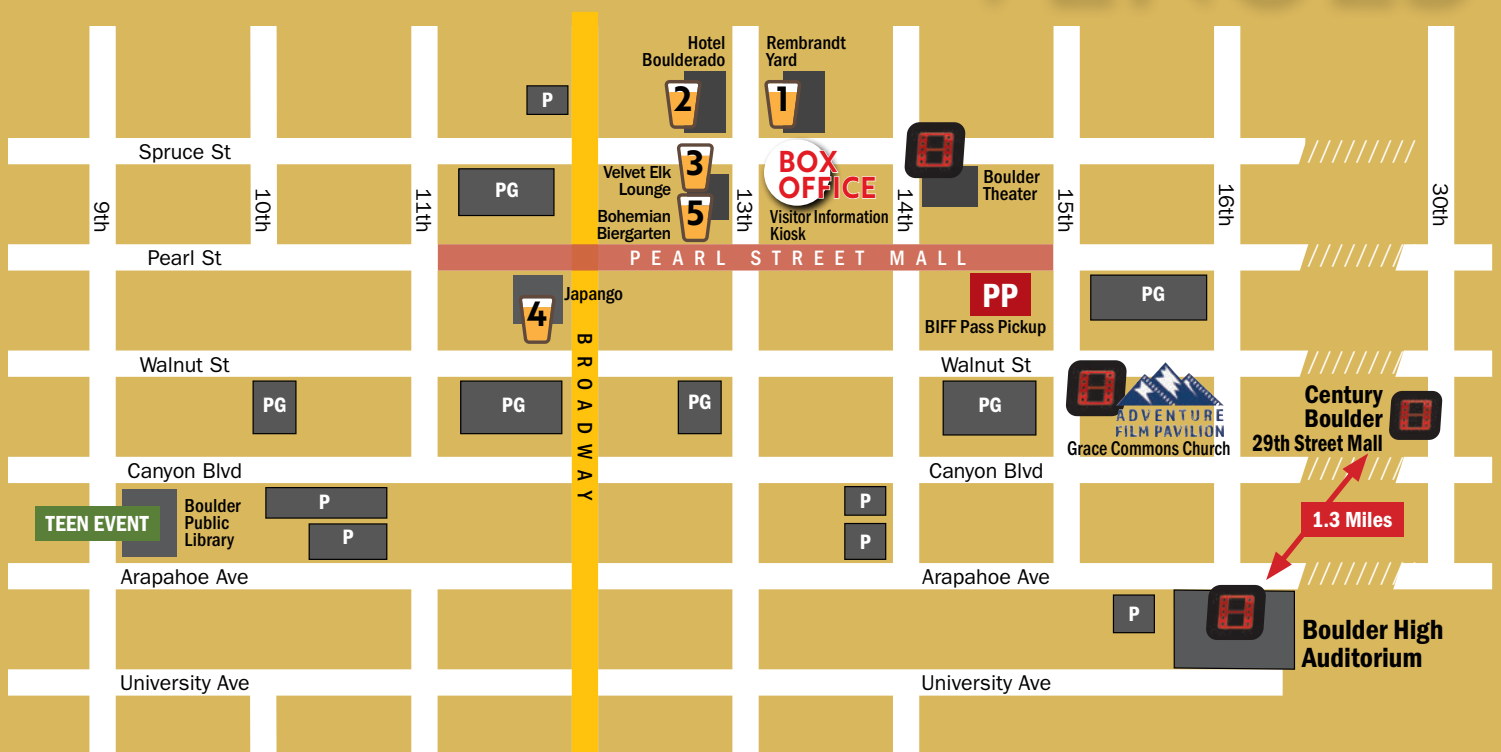 Hotel
Boulderado
Rembrandt
Yard
P
2
1
Spruce St
3
BOX
OFFICE
Velvet Elk
Lounge
PG
Boulder
Theater
9th
10th
11th
13th
14th
15th
16th
30th
5
Bohemian
Biergarten
Visitor Information
Kiosk
Pearl St
PEARL STREET MALL
4
Japango
PP
BIFF Pass Pickup
PG
BROADWAY
Walnut St
Walnut St
PG
PG
PG
PG
ADVENTURE
FILM PAVILION
Grace Commons Church
Century
Boulder
29th Street Mall
Canyon Blvd
Canyon Blvd
TEEN EVENT
Boulder
Public
Library
P
P
P
P
1.3 Miles
Arapahoe Ave
Arapahoe Ave
P
Boulder High
Auditorium
University Ave
University Ave